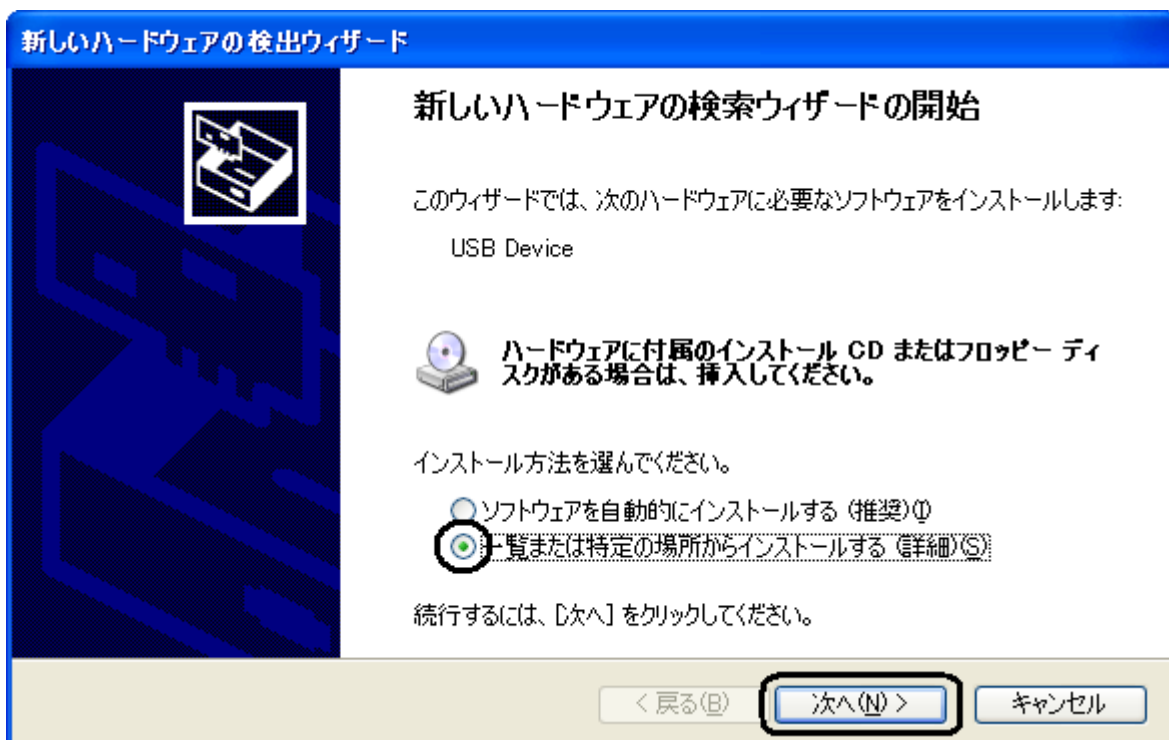 新しいハードウェアの検出ウィザード
新しいハードウェアの検索ウィザードの開始
このウィザードでは、次のハードウェアに必要なソフトウェアをインストールします:
USB Device
ハードウェアに付属のインストール CD またはフロッピー ディ
スクがある場合は、挿入してください。
インストール方法を選んでください。
ソフトウェアを自動的にインストールする (推奨)(I)
一覧または特定の場所からインストールする (詳細)(S)
続行するには、[次へ] をクリックしてください。
< 戻る(B)
次へ(N) >
キャンセル